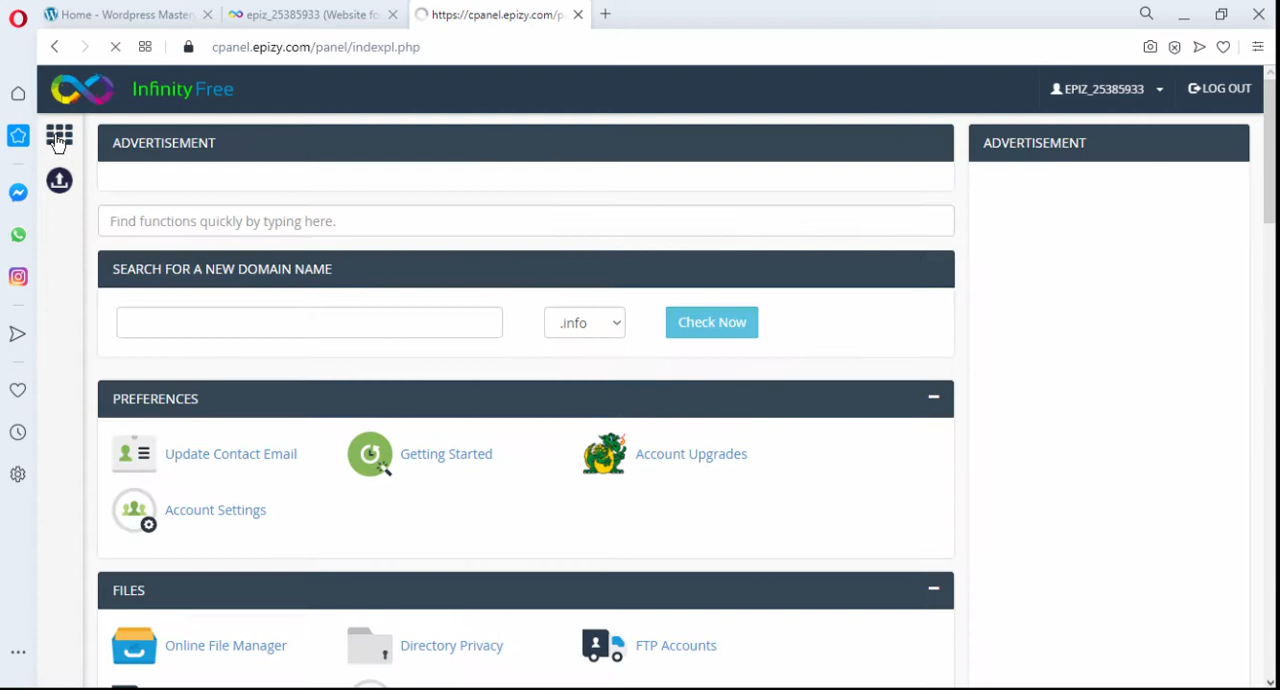 Home - Wordpress Master
epiz_25385933 (Website fo
https://cpanel.epizy.com/p
cpanel.epizy.com/panel/indexpl.php
InfinityFree
EPIZ_25385933
LOG OUT
ADVERTISEMENT
ADVERTISEMENT
Find functions quickly by typing here.
SEARCH FOR A NEW DOMAIN NAME
.info
Check Now
PREFERENCES
Update Contact Email
Getting Started
Account Upgrades
Account Settings
FILES
Online File Manager
Directory Privacy
FTP Accounts